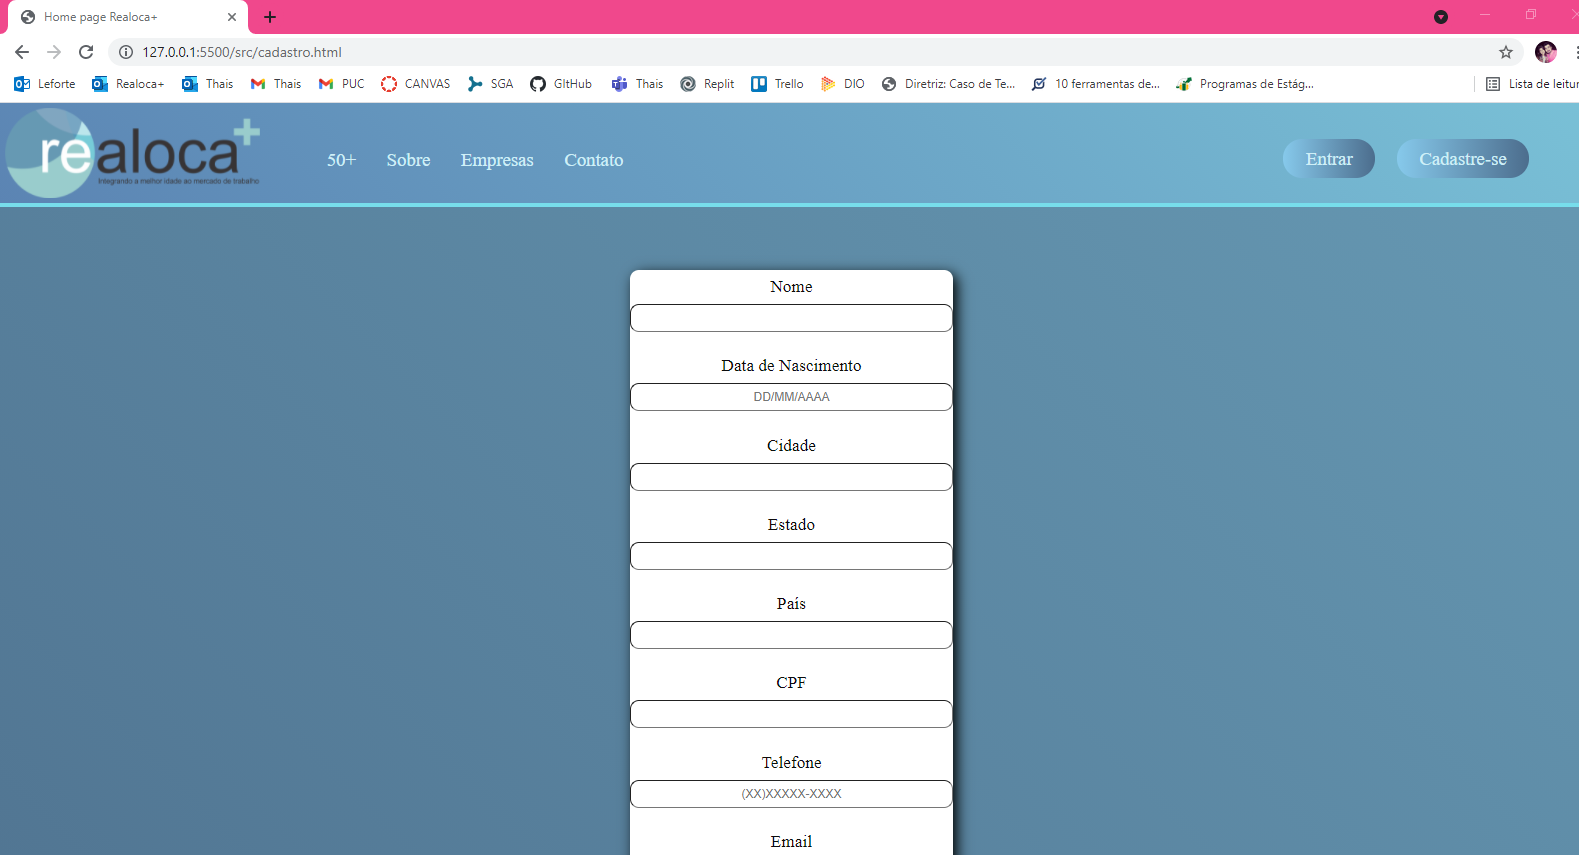 Home page Realoca+
127.0.0.1:5500/src/cadastro.html
Leforte Realoca+ Thais Thais PUC CANVAS SGA GItHub Thais Replit Trello DIO Diretriz: Caso de Te... 10 ferramentas de... Programas de Estág... Lista de leitur
realoca+
Integrando a melhor idade ao mercado de trabalho
50+ Sobre Empresas Contato Entrar Cadastre-se
Nome
Data de Nascimento
DD/MM/AAAA
Cidade
Estado
País
CPF
Telefone
(XX)XXXXX-XXXX
Email